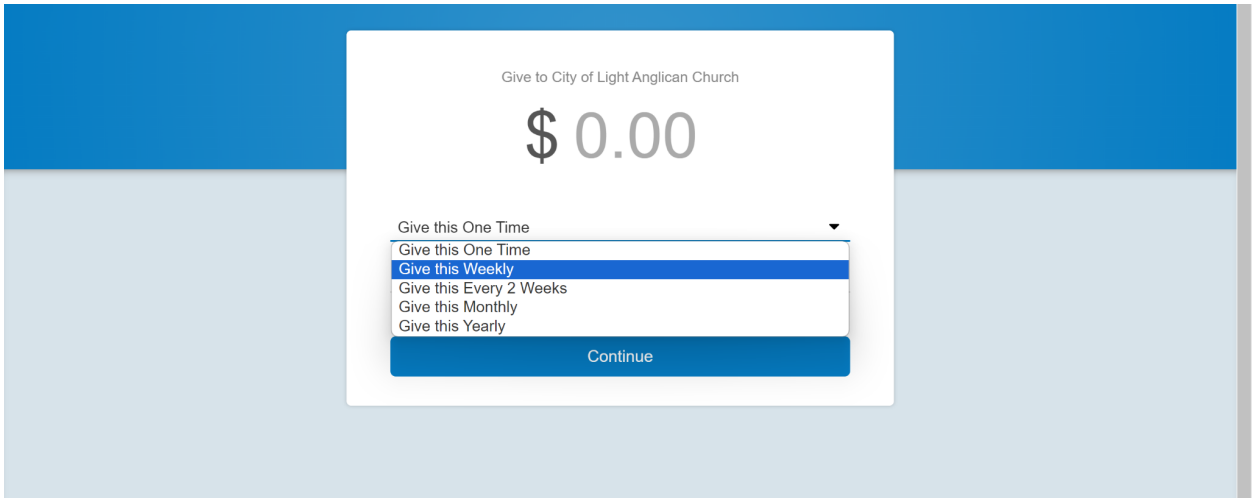 Give to City of Light Anglican Church
$ 0.00
Give this One Time
Give this One Time
Give this Weekly
Give this Every 2 Weeks
Give this Monthly
Give this Yearly
Continue